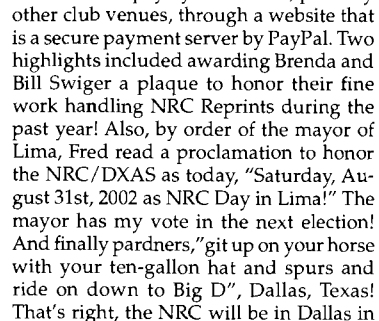 other club venues, through a website that
is a secure payment server by PayPal. Two
highlights included awarding Brenda and
Bill Swiger a plaque to honor their fine
work handling NRC Reprints during the
past year! Also, by order of the mayor of
Lima, Fred read a proclamation to honor
the NRC/DXAS as today, "Saturday, Au-
gust 31st, 2002 as NRC Day in Lima!" The
mayor has my vote in the next election!
And finally pardners,"git up on your horse
with your ten-gallon hat and spurs and
ride on down to Big D", Dallas, Texas!
That's right, the NRC will be in Dallas in